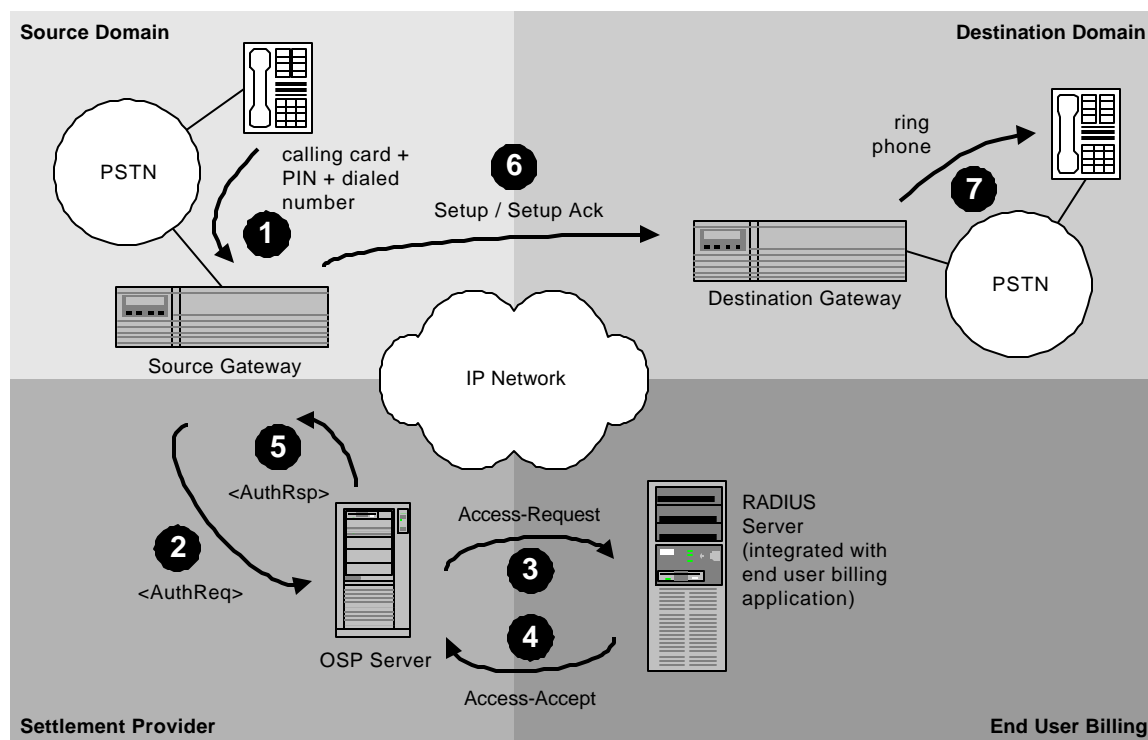 Source Domain
Destination Domain
PSTN
calling card +
PIN + dialed
number
1
6
Setup / Setup Ack
ring
phone
7
Destination Gateway
PSTN
Source Gateway
IP Network
5
<AuthRsp>
2
<AuthReq>
Access-Request
3
4
Access-Accept
OSP Server
RADIUS
Server
(integrated with
end user billing
application)
Settlement Provider
End User Billing